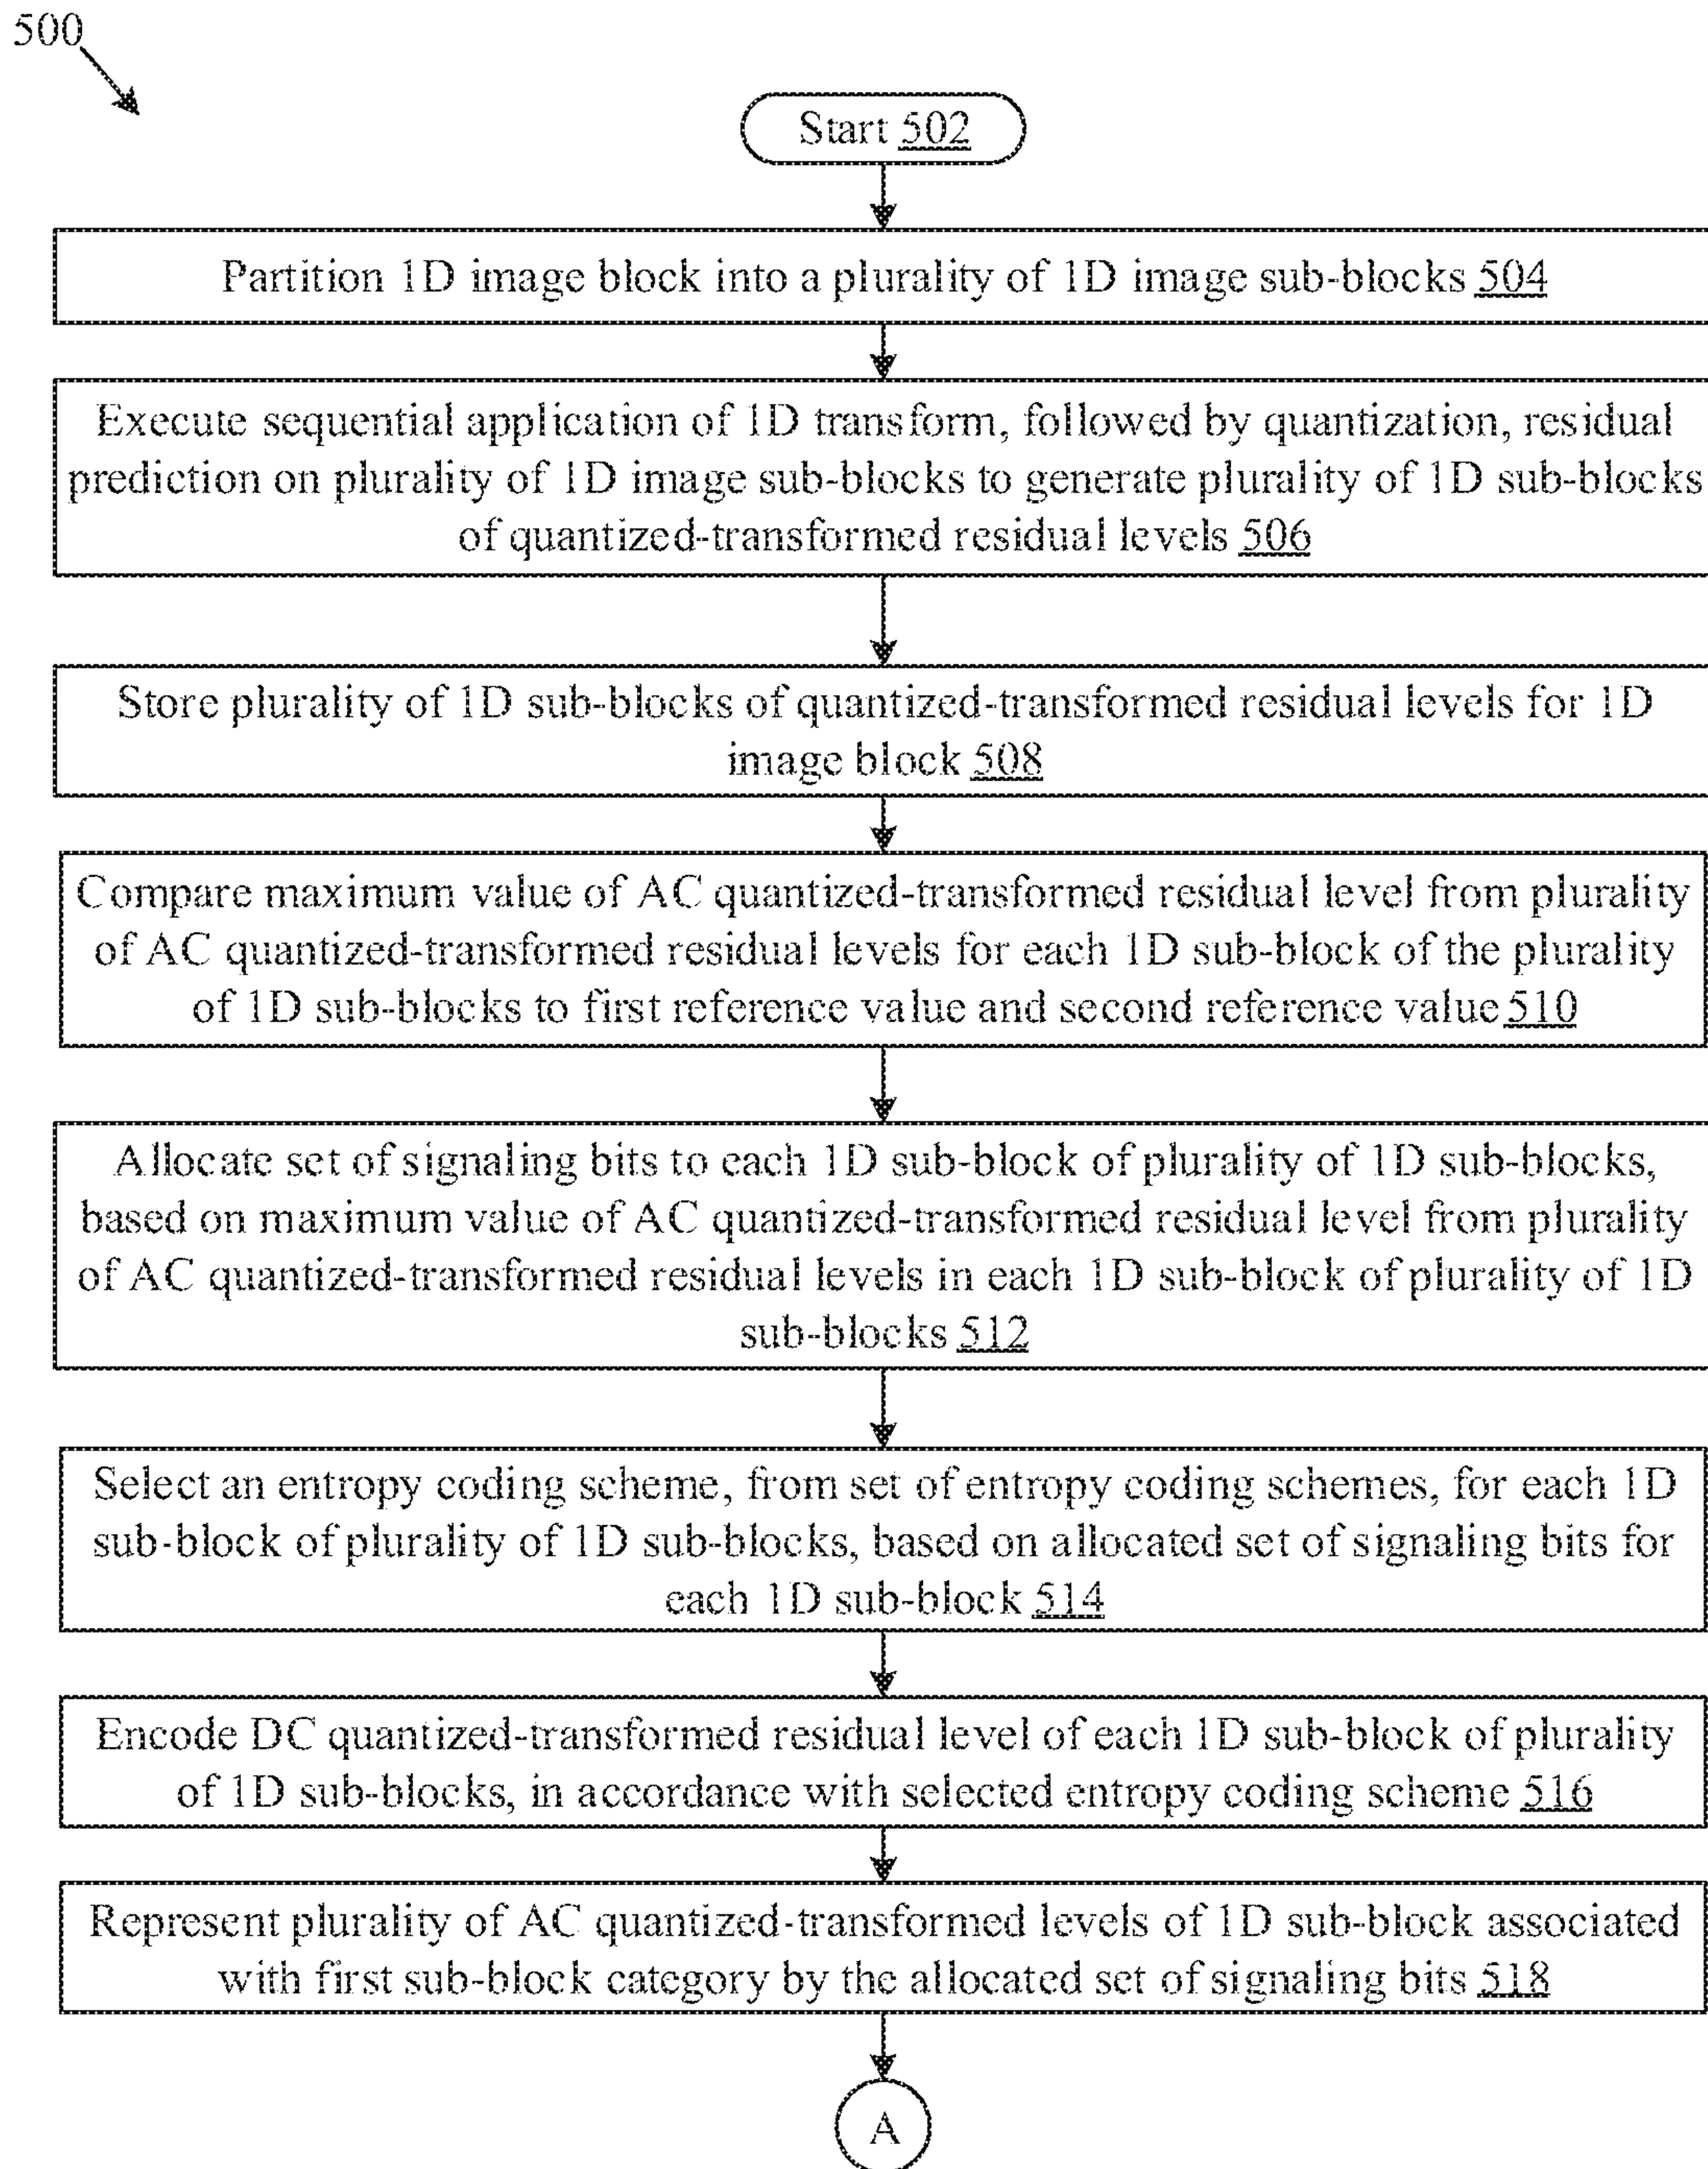 500
Start 502
Partition 1D image block into a plurality of 1D image sub-blocks 504
Execute sequential application of 1D transform, followed by quantization, residual
prediction on plurality of 1D image sub-blocks to generate plurality of 1D sub-blocks
of quantized-transformed residual levels 506
Store plurality of 1D sub-blocks of quantized-transformed residual levels for 1D
image block 508
Compare maximum value of AC quantized-transformed residual level from plurality
of AC quantized-transformed residual levels for each 1D sub-block of the plurality
of 1D sub-blocks to first reference value and second reference value 510
Allocate set of signaling bits to each 1D sub-block of plurality of 1D sub-blocks,
based on maximum value of AC quantized-transformed residual level from plurality
of AC quantized-transformed residual levels in each 1D sub-block of plurality of 1D
sub-blocks 512
Select an entropy coding scheme, from set of entropy coding schemes, for each 1D
sub-block of plurality of 1D sub-blocks, based on allocated set of signaling bits for
each 1D sub-block 514
Encode DC quantized-transformed residual level of each 1D sub-block of plurality
of 1D sub-blocks, in accordance with selected entropy coding scheme 516
Represent plurality of AC quantized-transformed levels of 1D sub-block associated
with first sub-block category by the allocated set of signaling bits 518
A